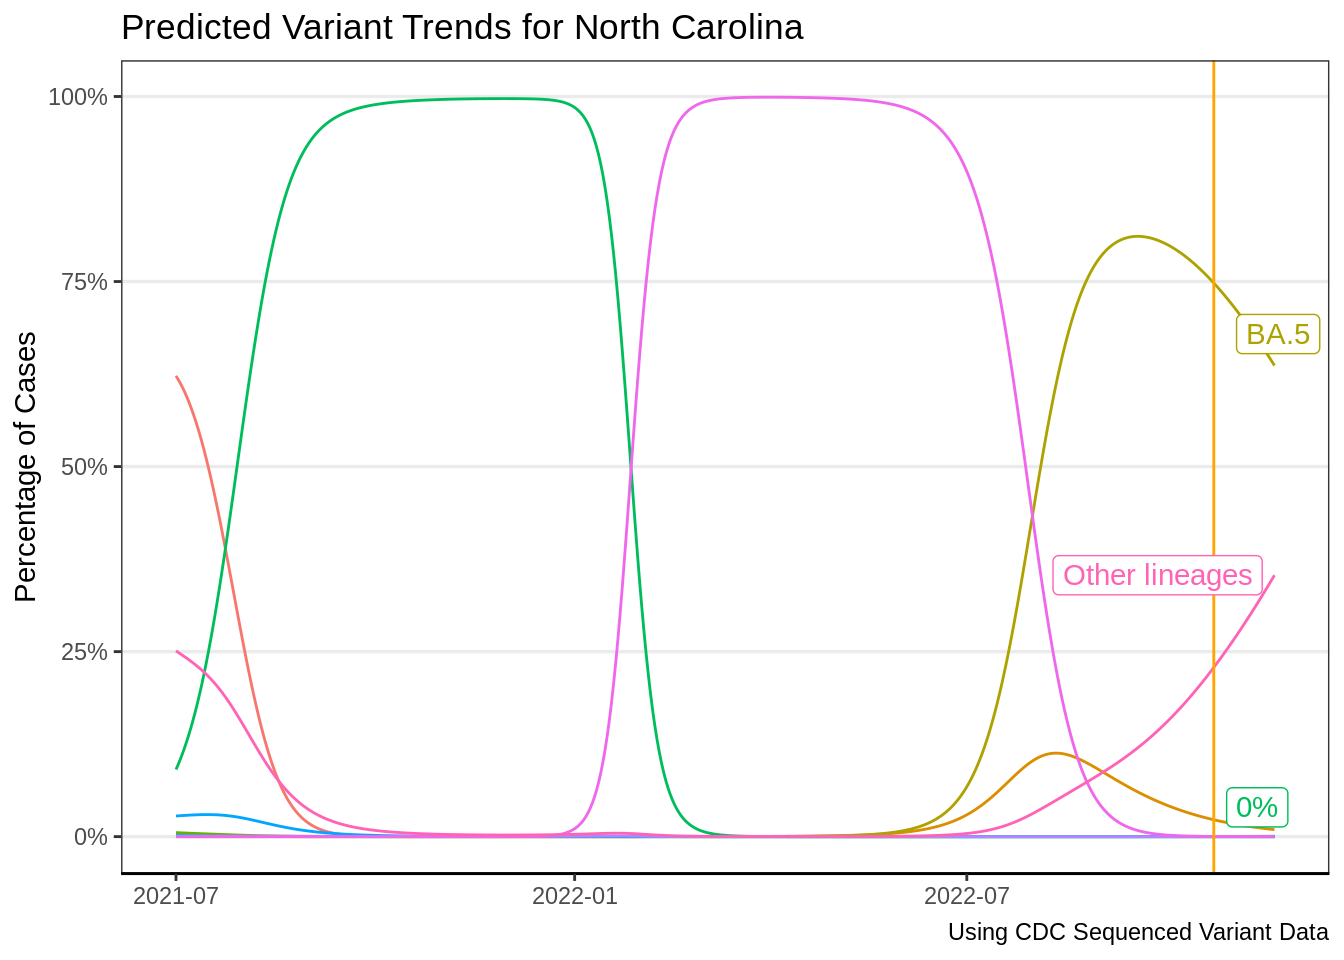 Predicted Variant Trends for North Carolina
Percentage of Cases
100%
75%
50%
25%
0%
BA.5
Other lineages
0%
2021-07
2022-01
2022-07
Using CDC Sequenced Variant Data